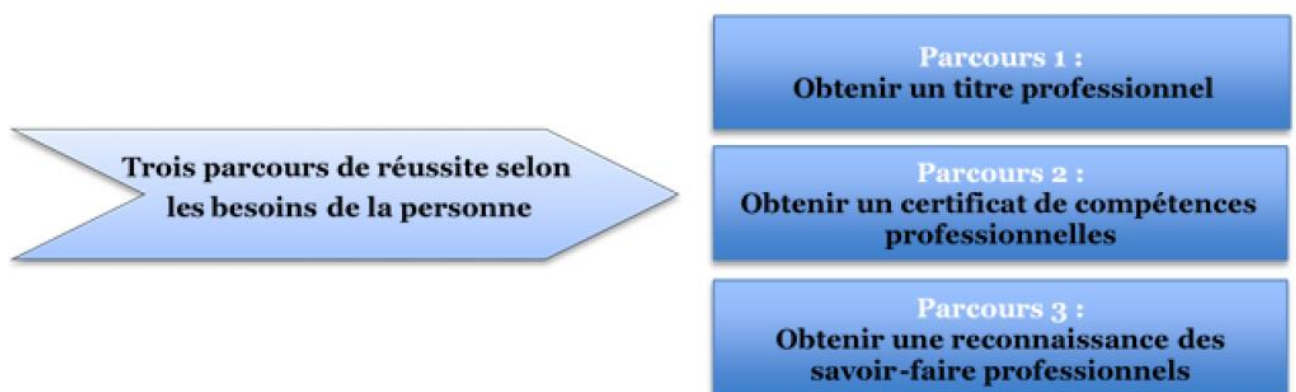 Trois parcours de réussite selon
les besoins de la personne
Parcours 1 :
Obtenir un titre professionnel
Parcours 2 :
Obtenir un certificat de compétences
professionnelles
Parcours 3 :
Obtenir une reconnaissance des
savoir-faire professionnels